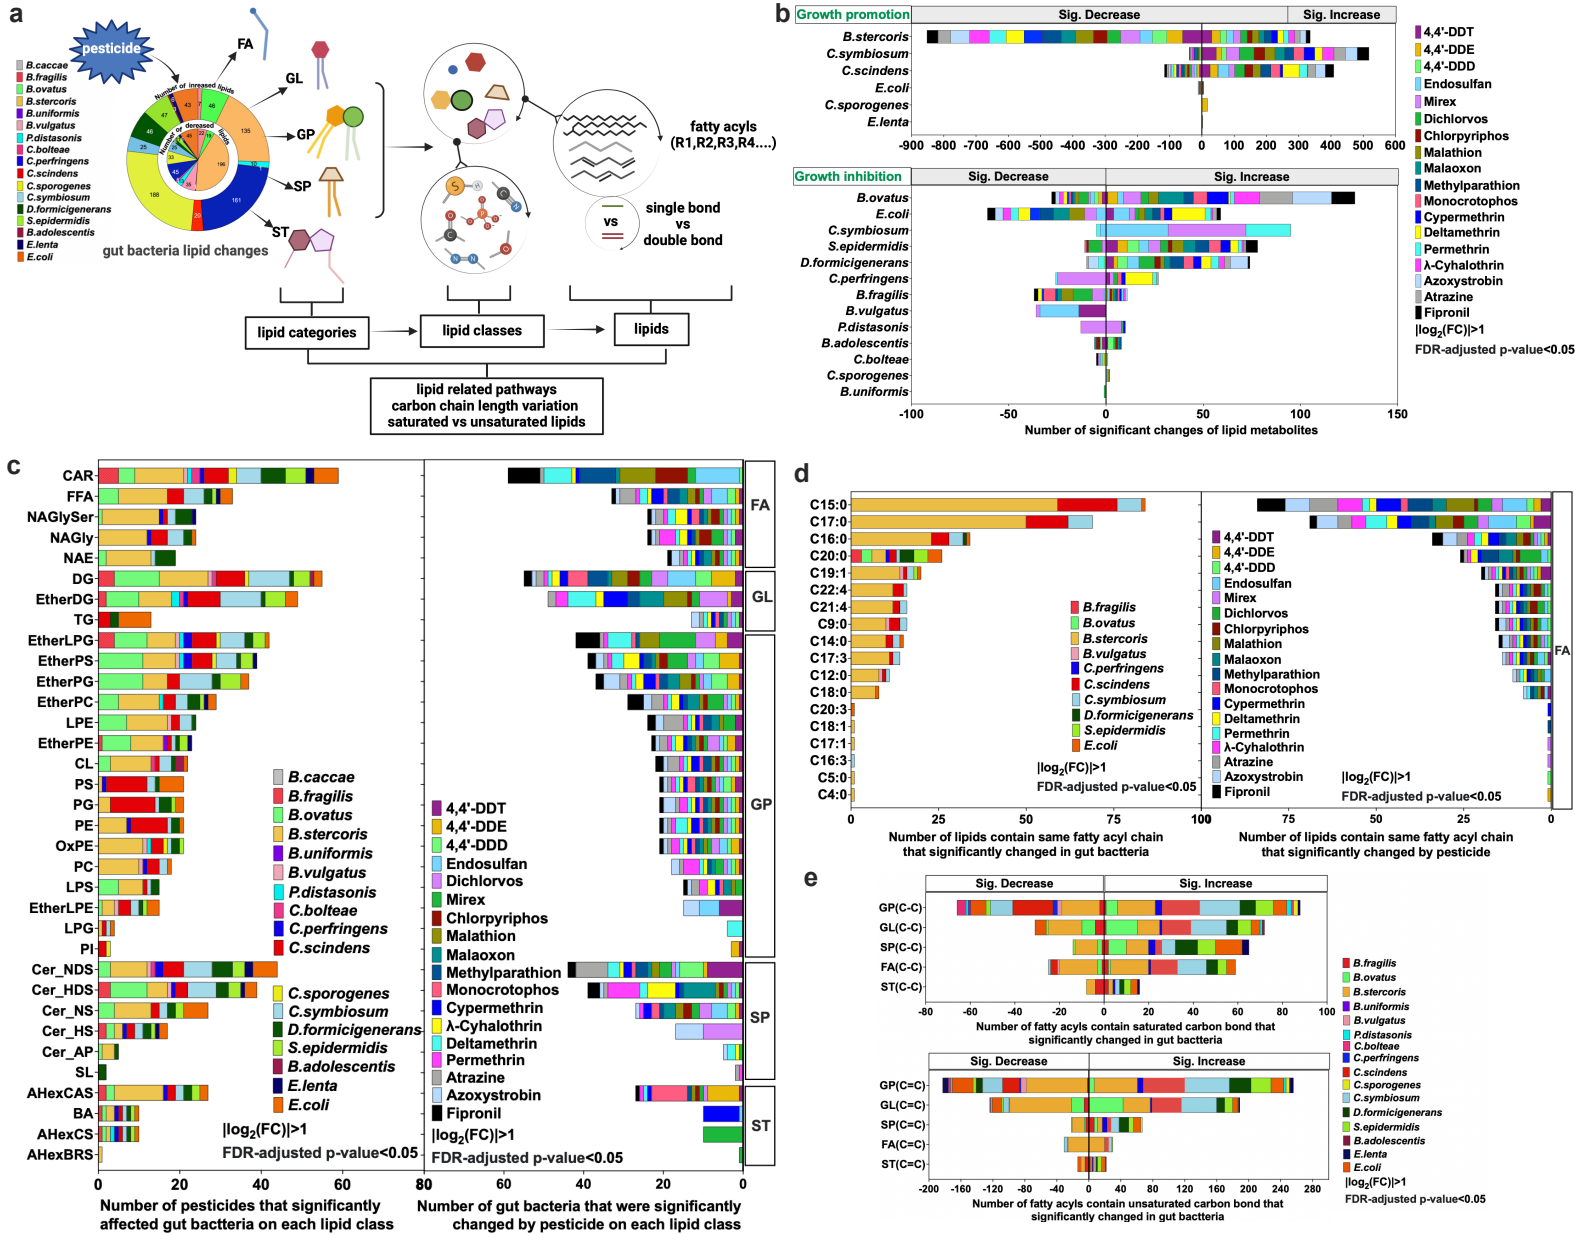 a
pesticide
FA
GL
GP
SP
ST
B.caccae
B.fragilis
B.ovatus
B.stercoris
B.uniformis
B.vulgatus
P.distasonis
C.bolteae
C.perfringens
C.scindens
C.sporogenes
C.symbiosum
D.formicigenerans
S.epidermidis
B.adolescentis
E.lenta
E.coli
Number of inreased lipids
Number of dereased lipids
43
46
135
161
20
188
25
46
47
196
gut bacteria lipid changes
fatty acyls
(R1,R2,R3,R4....)
S
H
C
N
O
P
O
C
N
N
O
vs
single bond
vs
double bond
lipid categories
lipid classes
lipids
lipid related pathways
carbon chain length variation
saturated vs unsaturated lipids
b
Growth promotion
Sig. Decrease
Sig. Increase
B.stercoris
C.symbiosum
C.scindens
E.coli
C.sporogenes
E.lenta
-900 -800 -700 -600 -500 -400 -300 -200 -100 0 100 200 300 400 500 600
Growth inhibition
Sig. Decrease
Sig. Increase
B.ovatus
E.coli
C.symbiosum
S.epidermidis
D.formicigenerans
C.perfringens
B.fragilis
B.vulgatus
P.distasonis
B.adolescentis
C.bolteae
C.sporogenes
B.uniformis
-100 -50 0 50 100 150
Number of significant changes of lipid metabolites
4,4'-DDT
4,4'-DDE
4,4'-DDD
Endosulfan
Mirex
Dichlorvos
Chlorpyriphos
Malathion
Malaoxon
Methylparathion
Monocrotophos
Cypermethrin
Deltamethrin
Permethrin
λ-Cyhalothrin
Azoxystrobin
Atrazine
Fipronil
|log2(FC)|>1
FDR-adjusted p-value<0.05
c
CAR
FFA
NAGlySer
NAGly
NAE
DG
EtherDG
TG
EtherLPG
EtherPS
EtherPG
EtherPC
LPE
EtherPE
CL
PS
PG
PE
OxPE
PC
LPS
EtherLPE
LPG
PI
Cer_NDS
Cer_HDS
Cer_NS
Cer_HS
Cer_AP
SL
AHexCAS
BA
AHexCS
AHexBRS
B.caccae
B.fragilis
B.ovatus
B.stercoris
B.uniformis
B.vulgatus
P.distasonis
C.bolteae
C.perfringens
C.scindens
C.sporogenes
C.symbiosum
D.formicigenerans
S.epidermidis
B.adolescentis
E.lenta
E.coli
|log2(FC)|>1
FDR-adjusted p-value<0.05
0 20 40 60 80
Number of pesticides that significantly
affected gut bactteria on each lipid class
4,4'-DDT
4,4'-DDE
4,4'-DDD
Endosulfan
Dichlorvos
Mirex
Chlorpyriphos
Malathion
Malaoxon
Methylparathion
Monocrotophos
Cypermethrin
λ-Cyhalothrin
Deltamethrin
Permethrin
Atrazine
Azoxystrobin
Fipronil
|log2(FC)|>1
FDR-adjusted p-value<0.05
60 40 20 0
Number of gut bacteria that were significantly
changed by pesticide on each lipid class
FA
GL
GP
SP
ST
d
C15:0
C17:0
C16:0
C20:0
C19:1
C22:4
C21:4
C9:0
C14:0
C17:3
C12:0
C18:0
C20:3
C18:1
C17:1
C16:3
C5:0
C4:0
B.fragilis
B.ovatus
B.stercoris
B.vulgatus
C.perfringens
C.scindens
C.symbiosum
D.formicigenerans
S.epidermidis
E.coli
|log2(FC)|>1
FDR-adjusted p-value<0.05
0 25 50 75 100
Number of lipids contain same fatty acyl chain
that significantly changed in gut bactteria
4,4'-DDT
4,4'-DDE
4,4'-DDD
Endosulfan
Mirex
Dichlorvos
Chlorpyriphos
Malathion
Malaoxon
Methylparathion
Monocrotophos
Cypermethrin
Deltamethrin
Permethrin
λ-Cyhalothrin
Atrazine
Azoxystrobin
Fipronil
|log2(FC)|>1
FDR-adjusted p-value<0.05
75 50 25 0
Number of lipids contain same fatty acyl chain
that significantly changed by pesticide
FA
e
Sig. Decrease
Sig. Increase
GP(C-C)
GL(C-C)
SP(C-C)
FA(C-C)
ST(C-C)
-80 -60 -40 -20 0 20 40 60 80 100
Number of fatty acyls contain saturated carbon bond that
significantly changed in gut bactteria
Sig. Decrease
Sig. Increase
GP(C=C)
GL(C=C)
SP(C=C)
FA(C=C)
ST(C=C)
-200 -160 -120 -80 -40 0 40 80 120 160 200 240 280
Number of fatty acyls contain unsaturated carbon bond that
significantly changed in gut bactteria
B.fragilis
B.ovatus
B.stercoris
B.uniformis
B.vulgatus
P.distasonis
C.bolteae
C.perfringens
C.scindens
C.sporogenes
C.symbiosum
D.formicigenerans
S.epidermidis
B.adolescentis
E.lenta
E.coli
|log2(FC)|>1
FDR-adjusted p-value<0.05